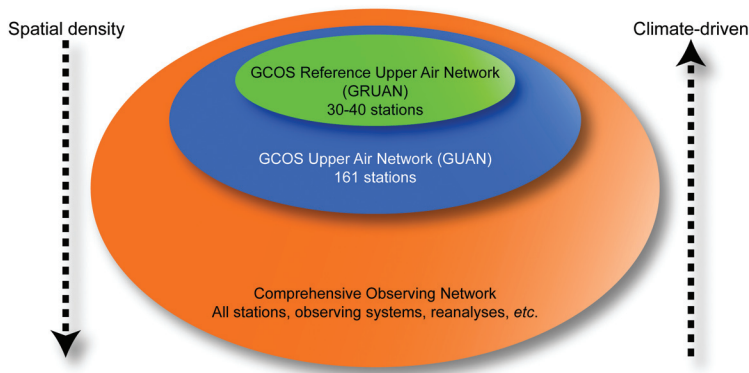 Spatial density
Climate-driven
GCOS Reference Upper Air Network
(GRUAN)
30-40 stations
GCOS Upper Air Network (GUAN)
161 stations
Comprehensive Observing Network
All stations, observing systems, reanalyses, etc.